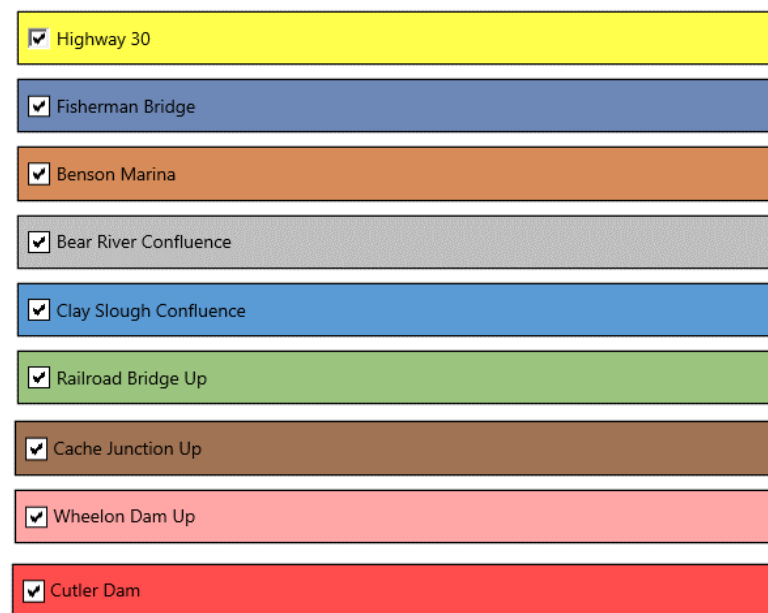 Highway 30
Fisherman Bridge
Benson Marina
Bear River Confluence
Clay Slough Confluence
Railroad Bridge Up
Cache Junction Up
Wheelon Dam Up
Cutler Dam